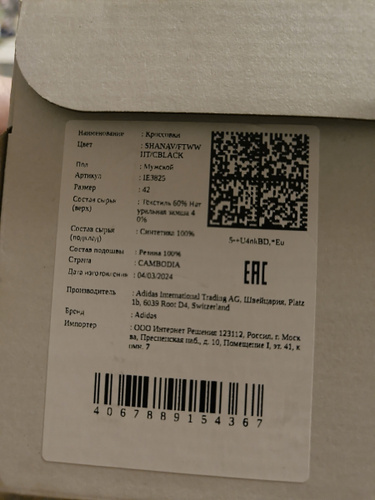 Наименование : Кроссовки
Цвет : SHANAV/FTWW
HT/CBLACK
Пол : Мужской
Артикул : IE3825
Размер : 42
Состав сырья (верх) : Текстиль 60% Нат
уральная замша 4
0%
Состав сырья (подклад) : Синтетика 100%
Состав подошвы : Резина 100%
Страна : CAMBODIA
Дата изготовления : 04/03/2024
Производитель : Adidas International Trading AG, Швейцария, Platz
1b, 6039 Root D4, Switzerland
Бренд : Adidas
Импортер : ООО Интернет Решения 123112, Россия, г. Моск
ва, Пресненская наб., д. 10, Помещение I, эт. 41, к
омн. 7
EAC
4067889154367